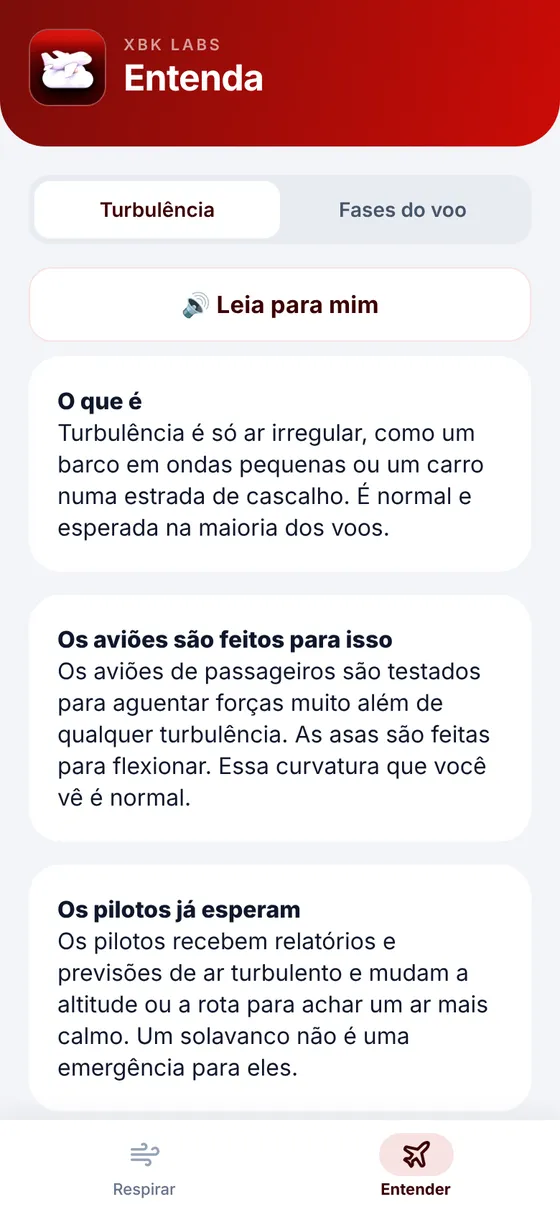 XBK LABS
Entenda
Turbulência
Fases do voo
🔊 Leia para mim
O que é
Turbulência é só ar irregular, como um
barco em ondas pequenas ou um carro
numa estrada de cascalho. É normal e
esperada na maioria dos voos.
Os aviões são feitos para isso
Os aviões de passageiros são testados
para aguentar forças muito além de
qualquer turbulência. As asas são feitas
para flexionar. Essa curvatura que você
vê é normal.
Os pilotos já esperam
Os pilotos recebem relatórios e
previsões de ar turbulento e mudam a
altitude ou a rota para achar um ar mais
calmo. Um solavanco não é uma
emergência para eles.
Respirar
Entender